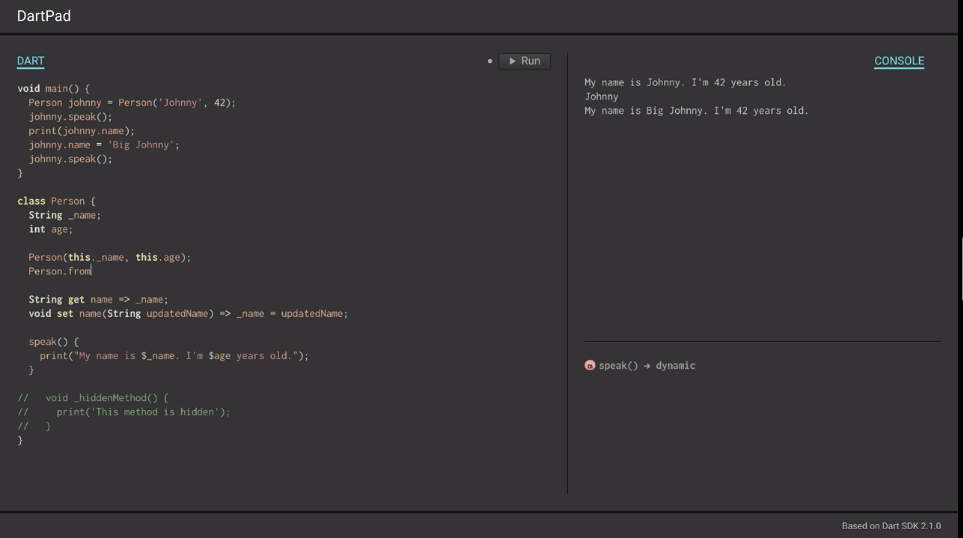 DartPad
DART
Run
void main() {
  Person johnny = Person('Johnny', 42);
  johnny.speak();
  print(johnny.name);
  johnny.name = 'Big Johnny';
  johnny.speak();
}
class Person {
  String _name;
  int age;
  Person(this._name, this.age);
  Person.from
  String get name => _name;
  void set name(String updatedName) => _name = updatedName;
  speak() {
    print("My name is $_name. I'm $age years old.");
  }
//   void _hiddenMethod() {
//     print('This method is hidden');
//   }
}
CONSOLE
My name is Johnny. I'm 42 years old.
Johnny
My name is Big Johnny. I'm 42 years old.
speak() → dynamic
Based on Dart SDK 2.1.0